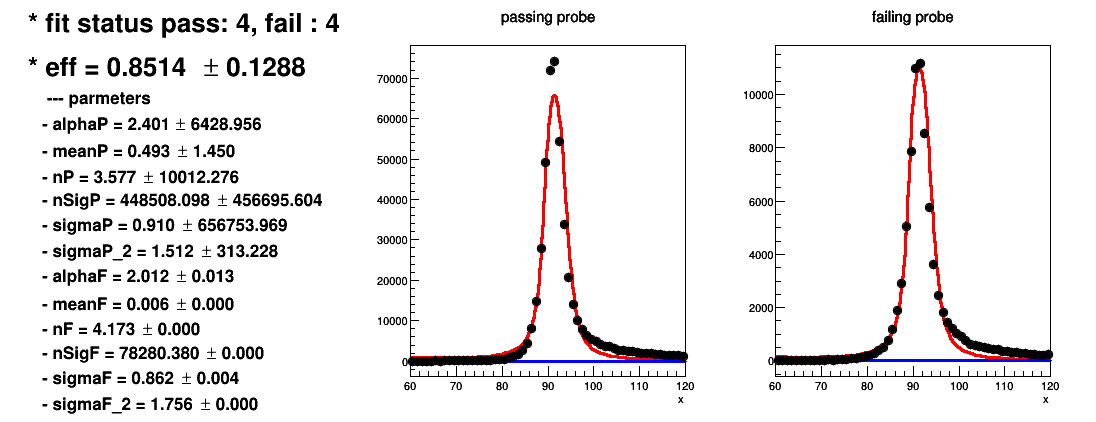 * fit status pass: 4, fail : 4
* eff = 0.8514 ± 0.1288
--- parmeters
- alphaP = 2.401 ± 6428.956
- meanP = 0.493 ± 1.450
- nP = 3.577 ± 10012.276
- nSigP = 448508.098 ± 456695.604
- sigmaP = 0.910 ± 656753.969
- sigmaP_2 = 1.512 ± 313.228
- alphaF = 2.012 ± 0.013
- meanF = 0.006 ± 0.000
- nF = 4.173 ± 0.000
- nSigF = 78280.380 ± 0.000
- sigmaF = 0.862 ± 0.004
- sigmaF_2 = 1.756 ± 0.000
passing probe
70000
60000
50000
40000
30000
20000
10000
0
60 70 80 90 100 110 120
x
failing probe
10000
8000
6000
4000
2000
0
60 70 80 90 100 110 120
x